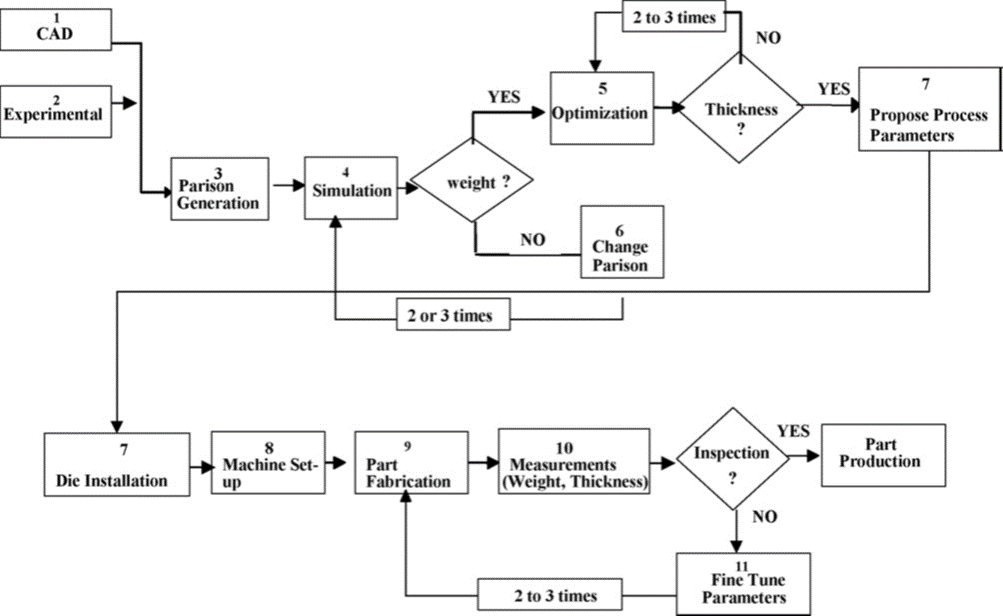 1
CAD
2
Experimental
3
Parison
Generation
4
Simulation
weight ?
YES
NO
5
Optimization
2 to 3 times
Thickness
?
NO
YES
6
Change
Parison
2 or 3 times
7
Propose Process
Parameters
7
Die Installation
8
Machine Set-
up
9
Part
Fabrication
10
Measurements
(Weight, Thickness)
Inspection
?
YES
Part
Production
NO
11
Fine Tune
Parameters
2 to 3 times